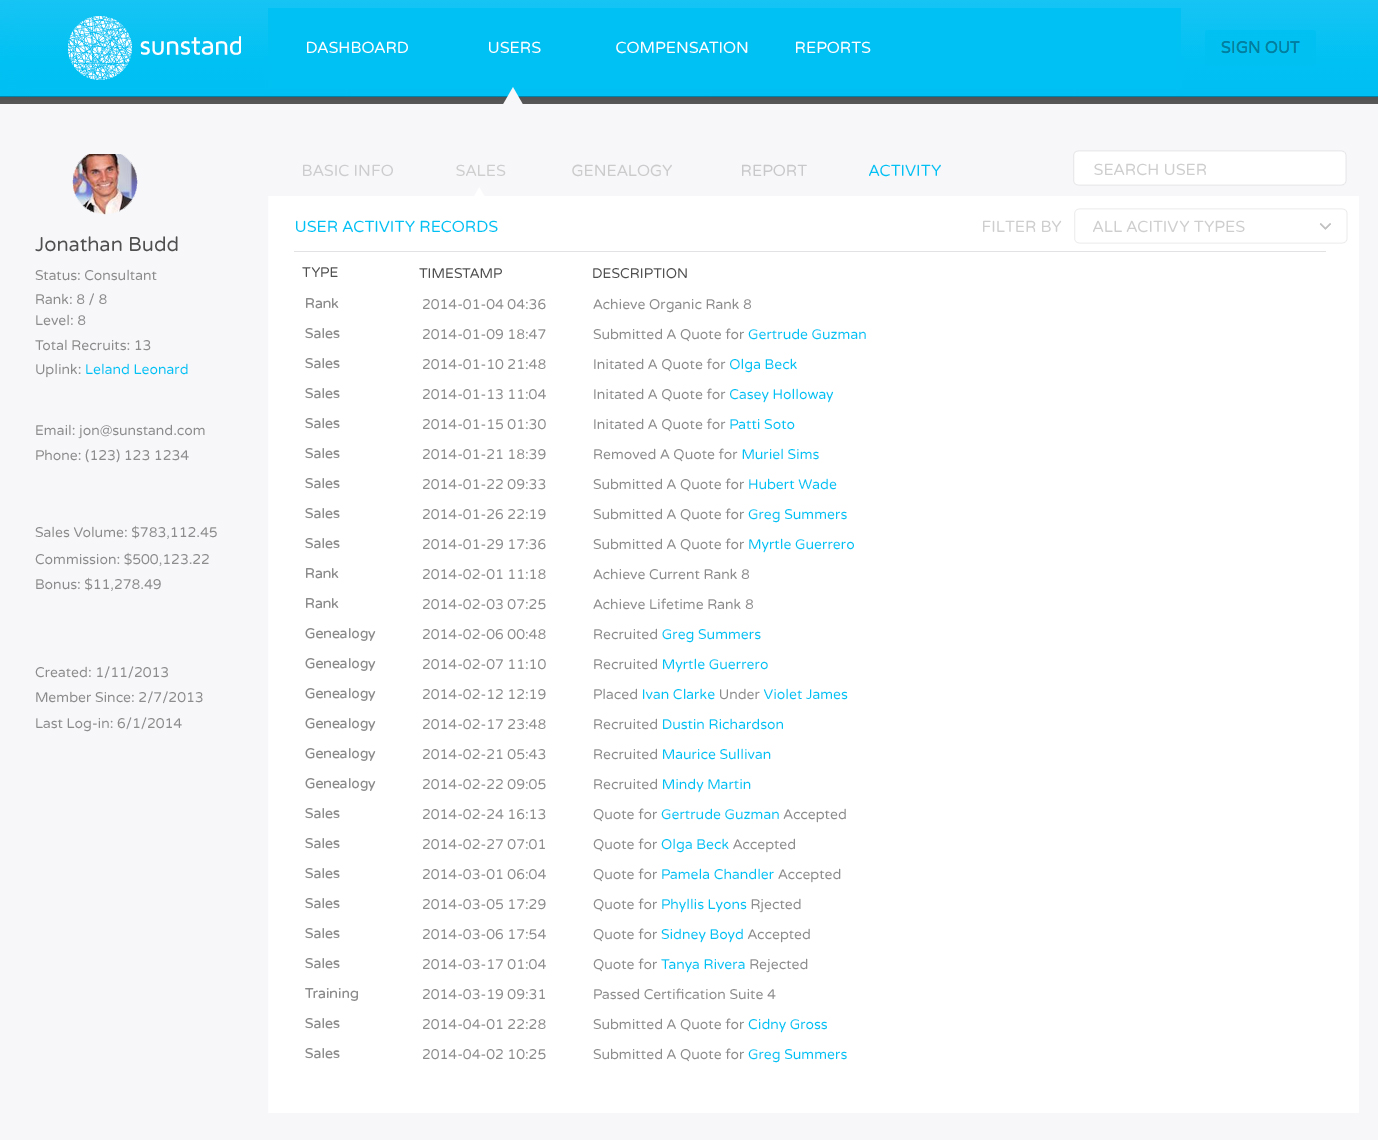 sunstand
DASHBOARD USERS COMPENSATION REPORTS SIGN OUT
BASIC INFO SALES GENEALOGY REPORT ACTIVITY SEARCH USER
Jonathan Budd
Status: Consultant
Rank: 8 / 8
Level: 8
Total Recruits: 13
Uplink: Leland Leonard
Email: jon@sunstand.com
Phone: (123) 123 1234
Sales Volume: $783,112.45
Commission: $500,123.22
Bonus: $11,278.49
Created: 1/11/2013
Member Since: 2/7/2013
Last Log-in: 6/1/2014
USER ACTIVITY RECORDS FILTER BY ALL ACITIVY TYPES
TYPE TIMESTAMP DESCRIPTION
Rank 2014-01-04 04:36 Achieve Organic Rank 8
Sales 2014-01-09 18:47 Submitted A Quote for Gertrude Guzman
Sales 2014-01-10 21:48 Initated A Quote for Olga Beck
Sales 2014-01-13 11:04 Initated A Quote for Casey Holloway
Sales 2014-01-15 01:30 Initated A Quote for Patti Soto
Sales 2014-01-21 18:39 Removed A Quote for Muriel Sims
Sales 2014-01-22 09:33 Submitted A Quote for Hubert Wade
Sales 2014-01-26 22:19 Submitted A Quote for Greg Summers
Sales 2014-01-29 17:36 Submitted A Quote for Myrtle Guerrero
Rank 2014-02-01 11:18 Achieve Current Rank 8
Rank 2014-02-03 07:25 Achieve Lifetime Rank 8
Genealogy 2014-02-06 00:48 Recruited Greg Summers
Genealogy 2014-02-07 11:10 Recruited Myrtle Guerrero
Genealogy 2014-02-12 12:19 Placed Ivan Clarke Under Violet James
Genealogy 2014-02-17 23:48 Recruited Dustin Richardson
Genealogy 2014-02-21 05:43 Recruited Maurice Sullivan
Genealogy 2014-02-22 09:05 Recruited Mindy Martin
Sales 2014-02-24 16:13 Quote for Gertrude Guzman Accepted
Sales 2014-02-27 07:01 Quote for Olga Beck Accepted
Sales 2014-03-01 06:04 Quote for Pamela Chandler Accepted
Sales 2014-03-05 17:29 Quote for Phyllis Lyons Rjected
Sales 2014-03-06 17:54 Quote for Sidney Boyd Accepted
Sales 2014-03-17 01:04 Quote for Tanya Rivera Rejected
Training 2014-03-19 09:31 Passed Certification Suite 4
Sales 2014-04-01 22:28 Submitted A Quote for Cidny Gross
Sales 2014-04-02 10:25 Submitted A Quote for Greg Summers